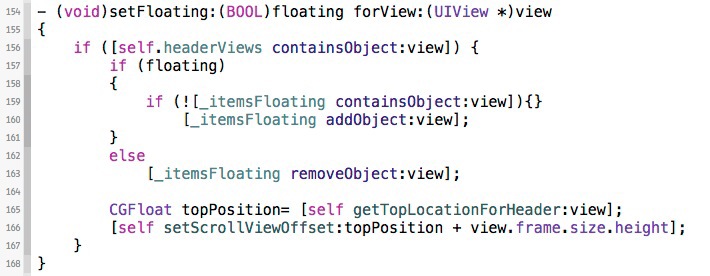 154 - (void)setFloating:(BOOL)floating forView:(UIView *)view
155 {
156     if ([self.headerViews containsObject:view]) {
157         if (floating)
158         {
159             if (![_itemsFloating containsObject:view]){}
160                 [_itemsFloating addObject:view];
161         }
162         else
163             [_itemsFloating removeObject:view];
164
165         CGFloat topPosition= [self getTopLocationForHeader:view];
166         [self setScrollViewOffset:topPosition + view.frame.size.height];
167     }
168 }